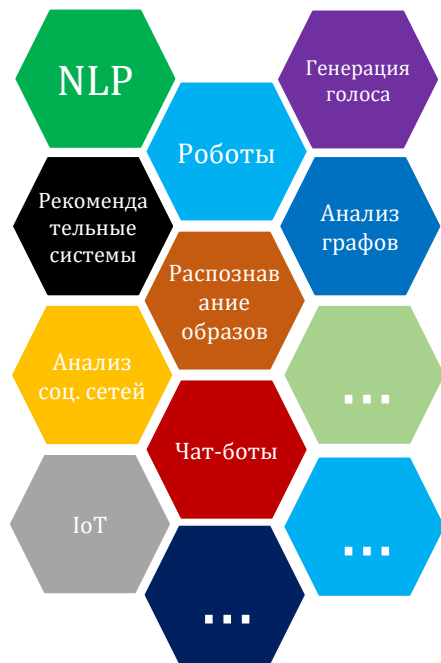 NLP
Генерация
голоса
Роботы
Рекоменда
тельные
системы
Анализ
графов
Распознав
ание
образов
Анализ
соц. сетей
...
Чат-боты
IoT
...
...